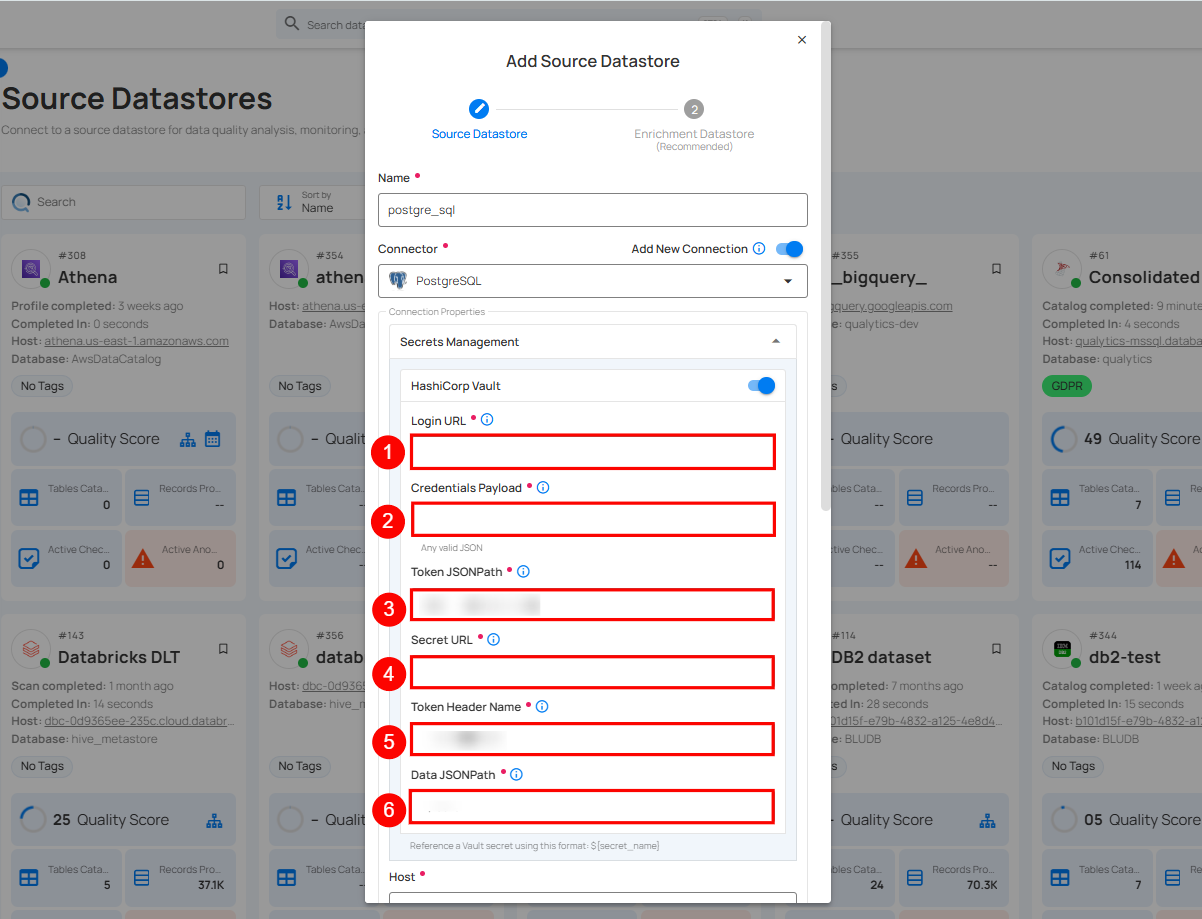 Search data
Add Source Datastore
2
Source Datastore
Enrichment Datastore
(Recommended)
Name •
postgre_sql
Connector •
Add New Connection
PostgreSQL
Connection Properties
Secrets Management
HashiCorp Vault
Login URL •
1
Credentials Payload •
2
Any valid JSON
Token JSONPath •
3
Secret URL •
4
Token Header Name •
5
Data JSONPath •
6
Reference a Vault secret using this format: ${secret_name}
Host •
Source Datastores
Connect to a source datastore for data quality analysis, monitoring,
Search
Sort by
Name
#308
Athena
Profile completed: 3 weeks ago
Completed In: 0 seconds
Host: athena.us-east-1.amazonaws.com
Database: AwsDataCatalog
No Tags
– Quality Score
Tables Cata...
0
Records Pro...
--
Active Chec...
0
Active Ano...
0
#354
athen
Host: athena.us-e
Database: AwsDa
No Tags
– Qualit
Tables Cata
Active Chec
#355
_bigquery_
gquery.googleapis.com
e: qualytics-dev
Quality Score
bles Cata...
--
Records Pro...
--
tive Chec...
--
Active Ano...
--
#61
Consolidated
Catalog completed: 9 minute
Completed In: 4 seconds
Host: qualytics-mssql.databa
Database: qualytics
GDPR
49 Quality Score
Tables Cata...
7
Re
Active Chec...
114
#143
Databricks DLT
Scan completed: 1 month ago
Completed In: 14 seconds
Host: dbc-0d9365ee-235c.cloud.databr...
Database: hive_metastore
No Tags
25 Quality Score
Tables Cata...
5
Records Pro...
37.1K
#356
datab
Host: dbc-0d9365
Database: hive_m
No Tags
– Qualit
Tables Cata
#114
DB2 dataset
ompleted: 7 months ago
ted In: 28 seconds
01d15f-e79b-4832-a125-4e8d4...
e: BLUDB
Quality Score
bles Cata...
24
Records Pro...
70.3K
#344
db2-test
Catalog completed: 1 week a
Completed In: 15 seconds
Host: b101d15f-e79b-4832-a1
Database: BLUDB
No Tags
05 Quality Score
Tables Cata...
7
Re